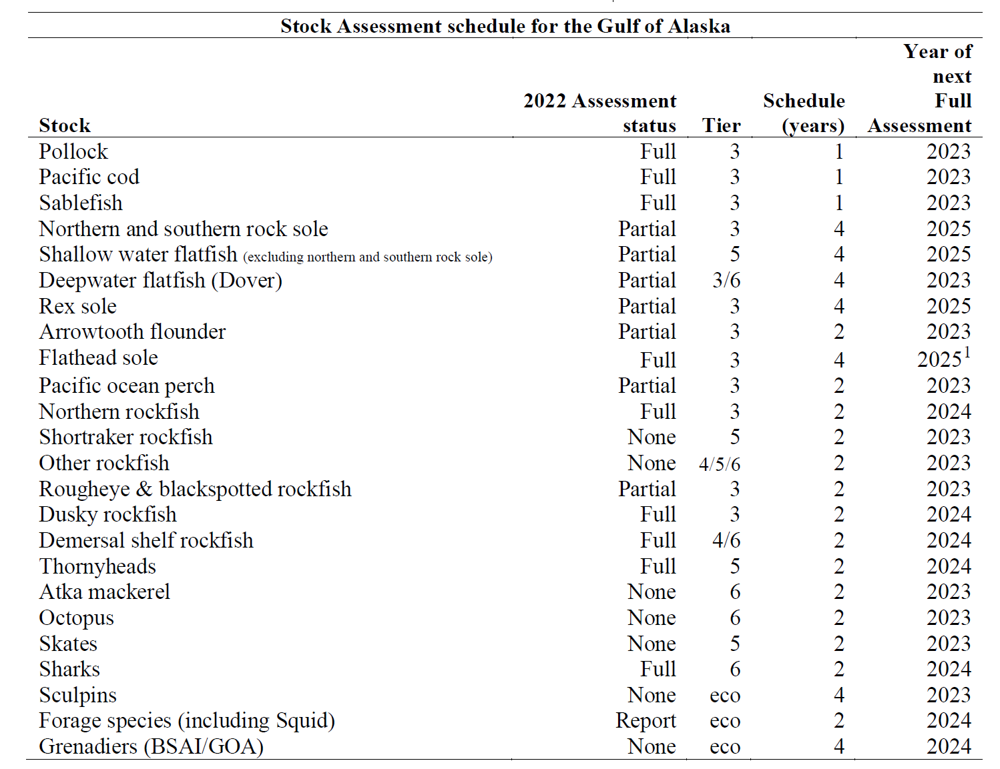 Stock Assessment schedule for the Gulf of Alaska
Year of
next
2022 Assessment Schedule Full
Stock status Tier (years) Assessment
Pollock Full 3 1 2023
Pacific cod Full 3 1 2023
Sablefish Full 3 1 2023
Northern and southern rock sole Partial 3 4 2025
Shallow water flatfish (excluding northern and southern rock sole) Partial 5 4 2025
Deepwater flatfish (Dover) Partial 3/6 4 2023
Rex sole Partial 3 4 2025
Arrowtooth flounder Partial 3 2 2023
Flathead sole Full 3 4 2025¹
Pacific ocean perch Partial 3 2 2023
Northern rockfish Full 3 2 2024
Shortraker rockfish None 5 2 2023
Other rockfish None 4/5/6 2 2023
Rougheye & blackspotted rockfish Partial 3 2 2023
Dusky rockfish Full 3 2 2024
Demersal shelf rockfish Full 4/6 2 2024
Thornyheads Full 5 2 2024
Atka mackerel None 6 2 2023
Octopus None 6 2 2023
Skates None 5 2 2023
Sharks Full 6 2 2024
Sculpins None eco 4 2023
Forage species (including Squid) Report eco 2 2024
Grenadiers (BSAI/GOA) None eco 4 2024